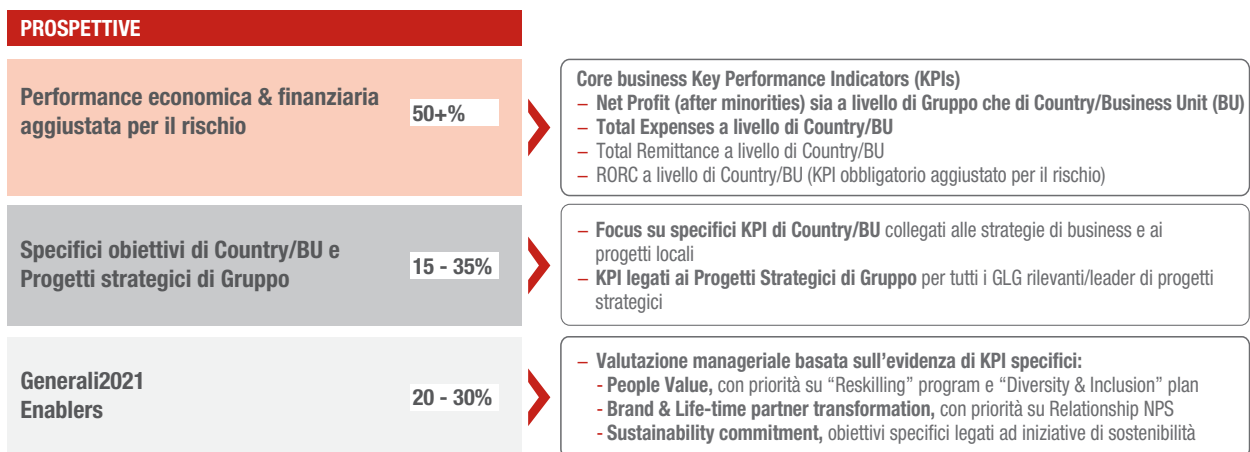 PROSPETTIVE
Performance economica & finanziaria
aggiustata per il rischio
50+%
Core business Key Performance Indicators (KPIs)
– Net Profit (after minorities) sia a livello di Gruppo che di Country/Business Unit (BU)
– Total Expenses a livello di Country/BU
– Total Remittance a livello di Country/BU
– RORC a livello di Country/BU (KPI obbligatorio aggiustato per il rischio)
Specifici obiettivi di Country/BU e
Progetti strategici di Gruppo
15 - 35%
– Focus su specifici KPI di Country/BU collegati alle strategie di business e ai
progetti locali
– KPI legati ai Progetti Strategici di Gruppo per tutti i GLG rilevanti/leader di progetti
strategici
Generali2021
Enablers
20 - 30%
– Valutazione manageriale basata sull’evidenza di KPI specifici:
- People Value, con priorità su “Reskilling” program e “Diversity & Inclusion” plan
- Brand & Life-time partner transformation, con priorità su Relationship NPS
- Sustainability commitment, obiettivi specifici legati ad iniziative di sostenibilità